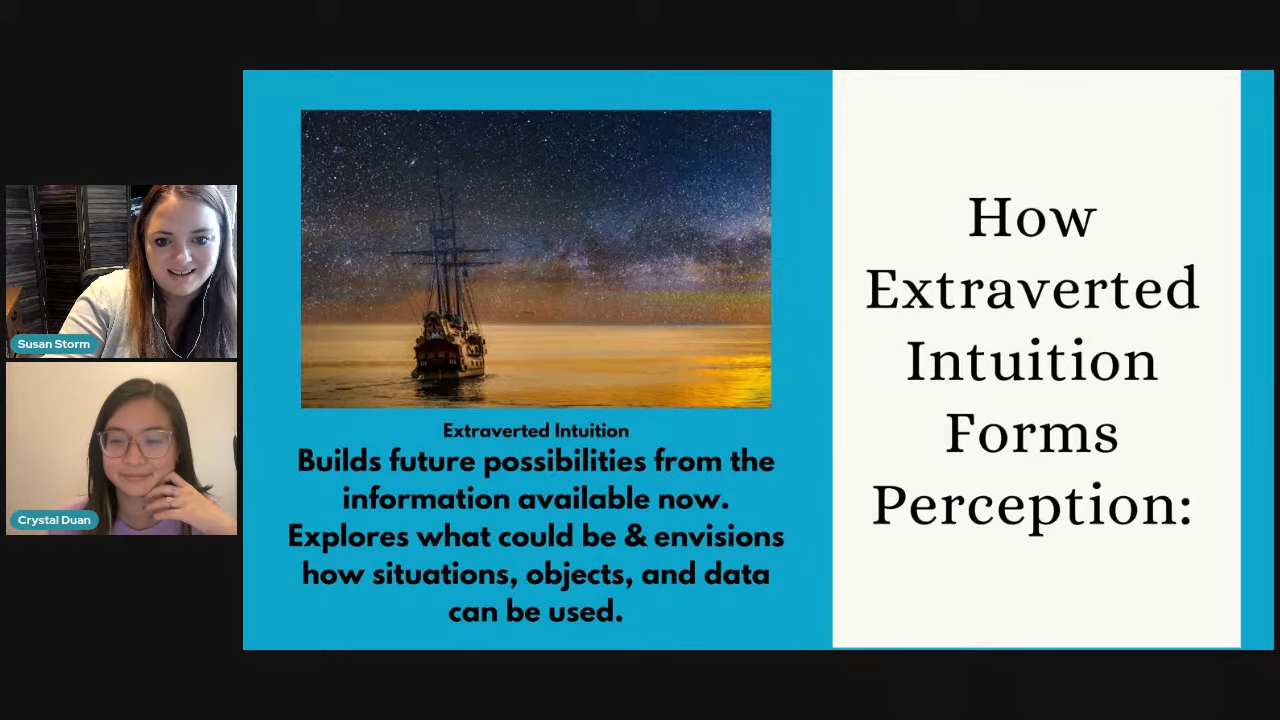 Susan Storm
Crystal Duan
Extraverted Intuition
Builds future possibilities from the
information available now.
Explores what could be & envisions
how situations, objects, and data
can be used.
How
Extraverted
Intuition
Forms
Perception: